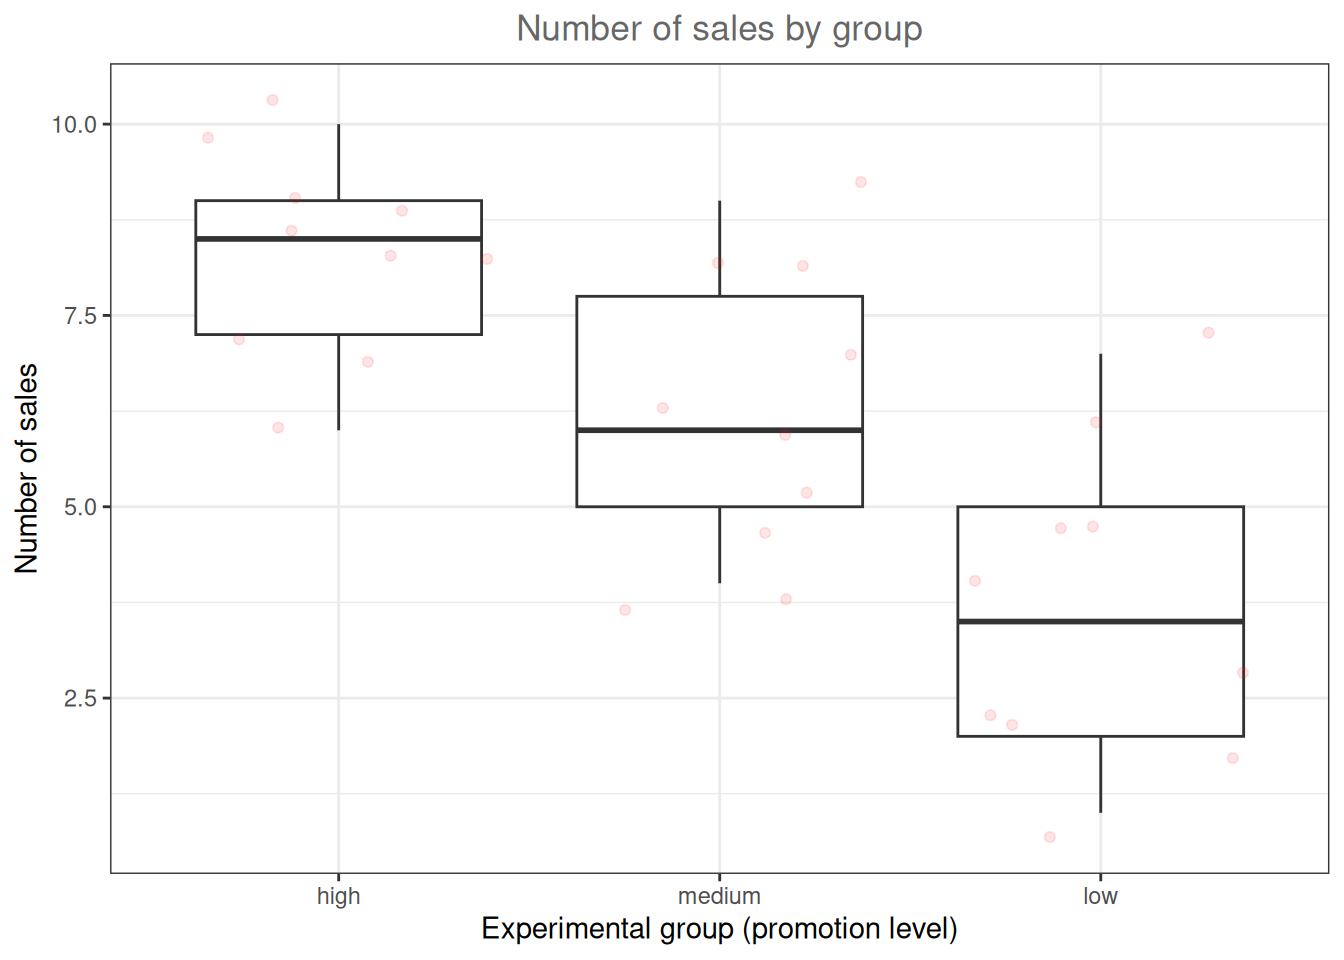 Number of sales by group
Number of sales
10.0
7.5
5.0
2.5
high
medium
low
Experimental group (promotion level)